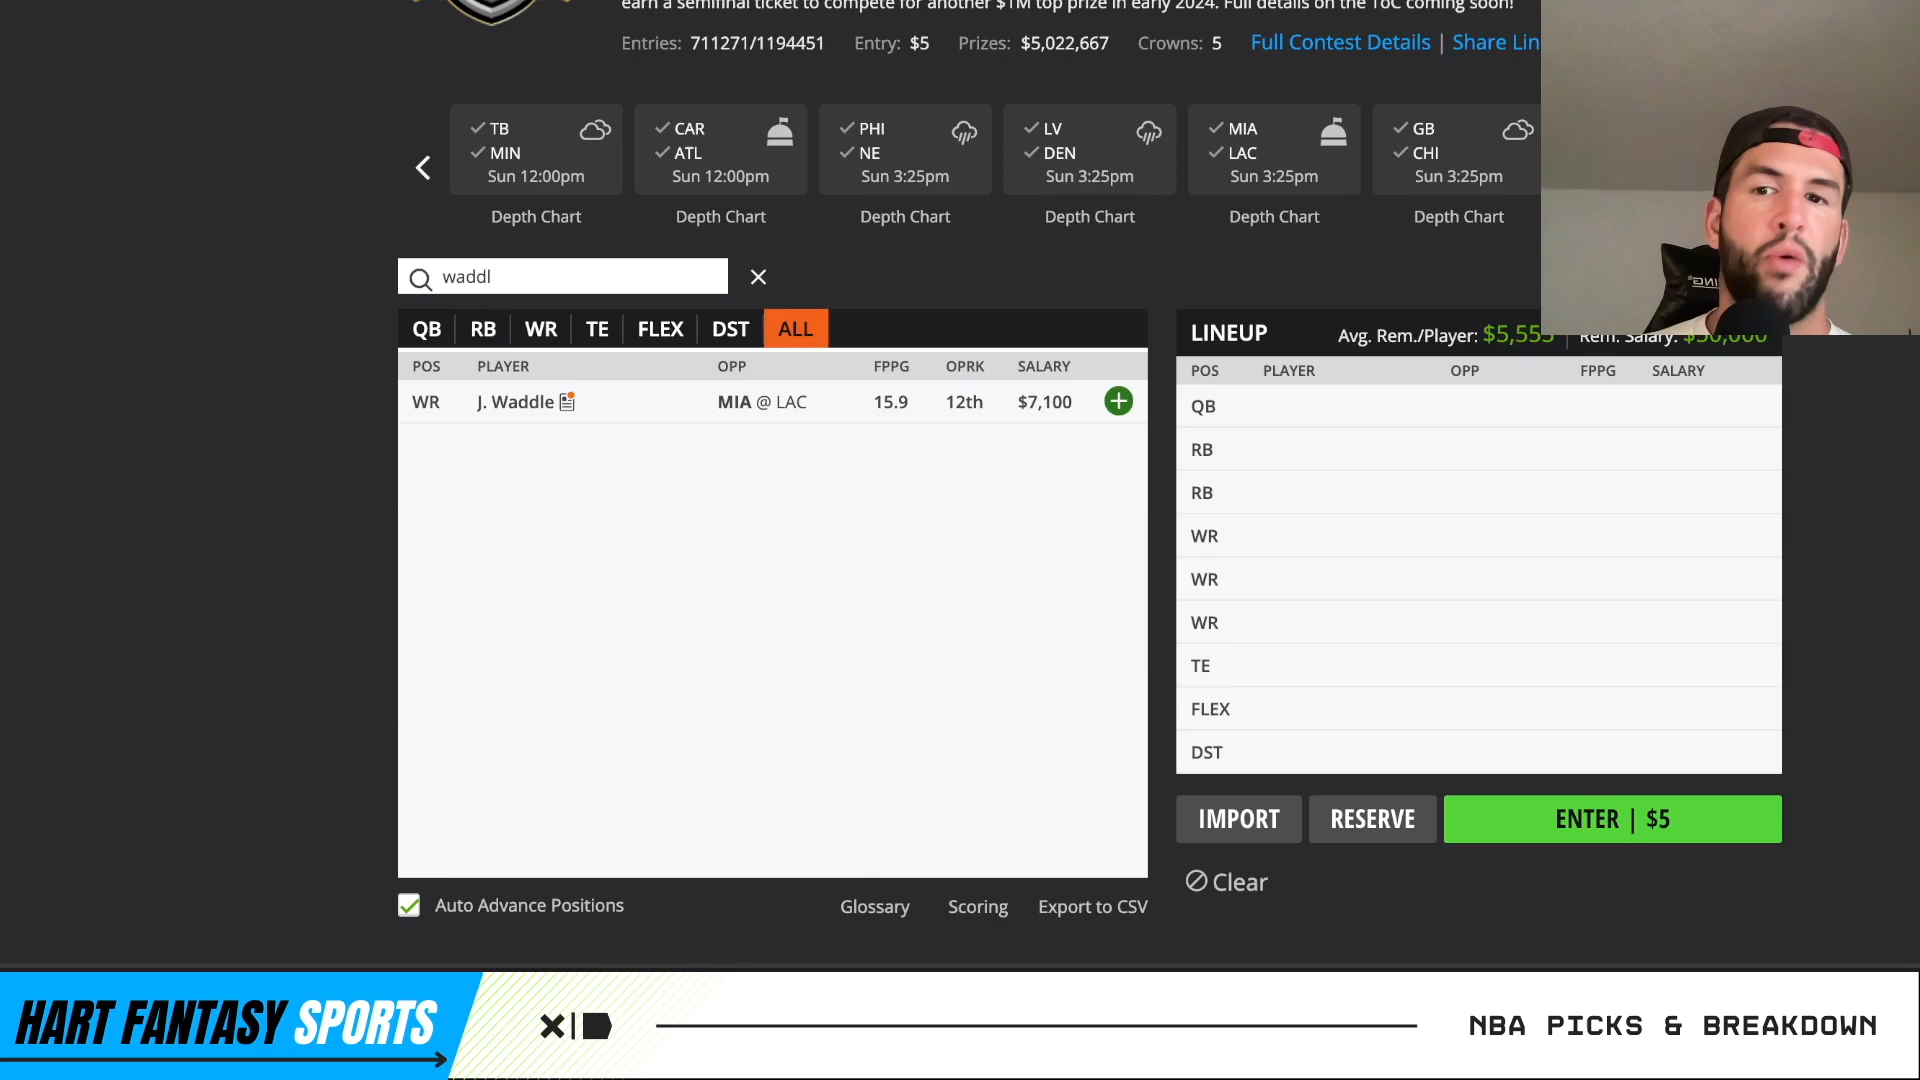 earn a semifinal ticket to compete for another $1M top prize in early 2024. Full details on the ToC coming soon!
Entries: 711271/1194451 Entry: $5 Prizes: $5,022,667 Crowns: 5 Full Contest Details | Share Lin
TB CAR PHI LV MIA GB
MIN ATL NE DEN LAC CHI
Sun 12:00pm Sun 12:00pm Sun 3:25pm Sun 3:25pm Sun 3:25pm Sun 3:25pm
Depth Chart Depth Chart Depth Chart Depth Chart Depth Chart Depth Chart
waddl
QB RB WR TE FLEX DST ALL
POS PLAYER OPP FPPG OPRK SALARY
WR J. Waddle MIA @ LAC 15.9 12th $7,100
Auto Advance Positions Glossary Scoring Export to CSV
LINEUP Avg. Rem./Player: $5,555 Rem. Salary: $50,000
POS PLAYER OPP FPPG SALARY
QB
RB
RB
WR
WR
WR
TE
FLEX
DST
IMPORT RESERVE ENTER | $5
Clear
HART FANTASY SPORTS
NBA PICKS & BREAKDOWN